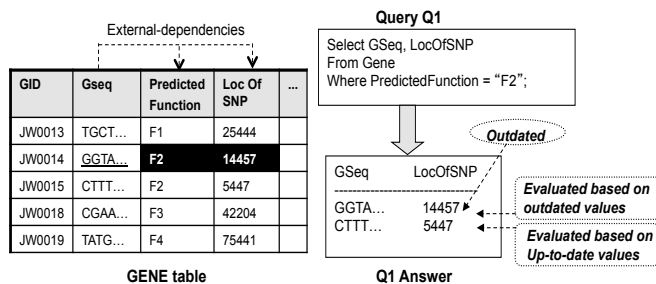 External-dependencies
GID Gseq Predicted Function Loc Of SNP ...
JW0013 TGCT... F1 25444
JW0014 GGTA... F2 14457
JW0015 CTTT... F2 5447
JW0018 CGAA... F3 42204
JW0019 TATG... F4 75441
GENE table
Query Q1
Select GSeq, LocOfSNP
From Gene
Where PredictedFunction = “F2”;
Outdated
GSeq LocOfSNP
--------------------------------
GGTA... 14457
CTTT... 5447
Evaluated based on
outdated values
Evaluated based on
Up-to-date values
Q1 Answer